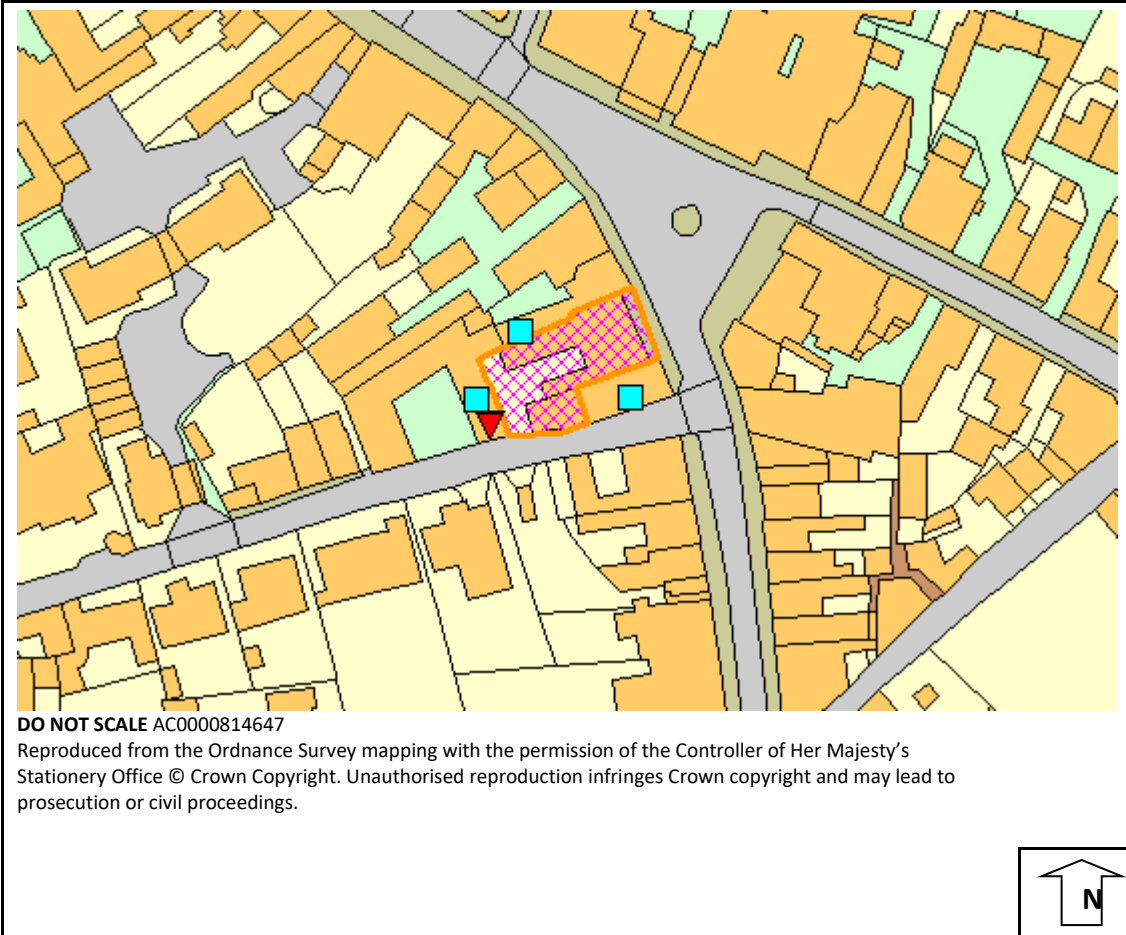 DO NOT SCALE AC0000814647
Reproduced from the Ordnance Survey mapping with the permission of the Controller of Her Majesty’s
Stationery Office © Crown Copyright. Unauthorised reproduction infringes Crown copyright and may lead to
prosecution or civil proceedings.
N